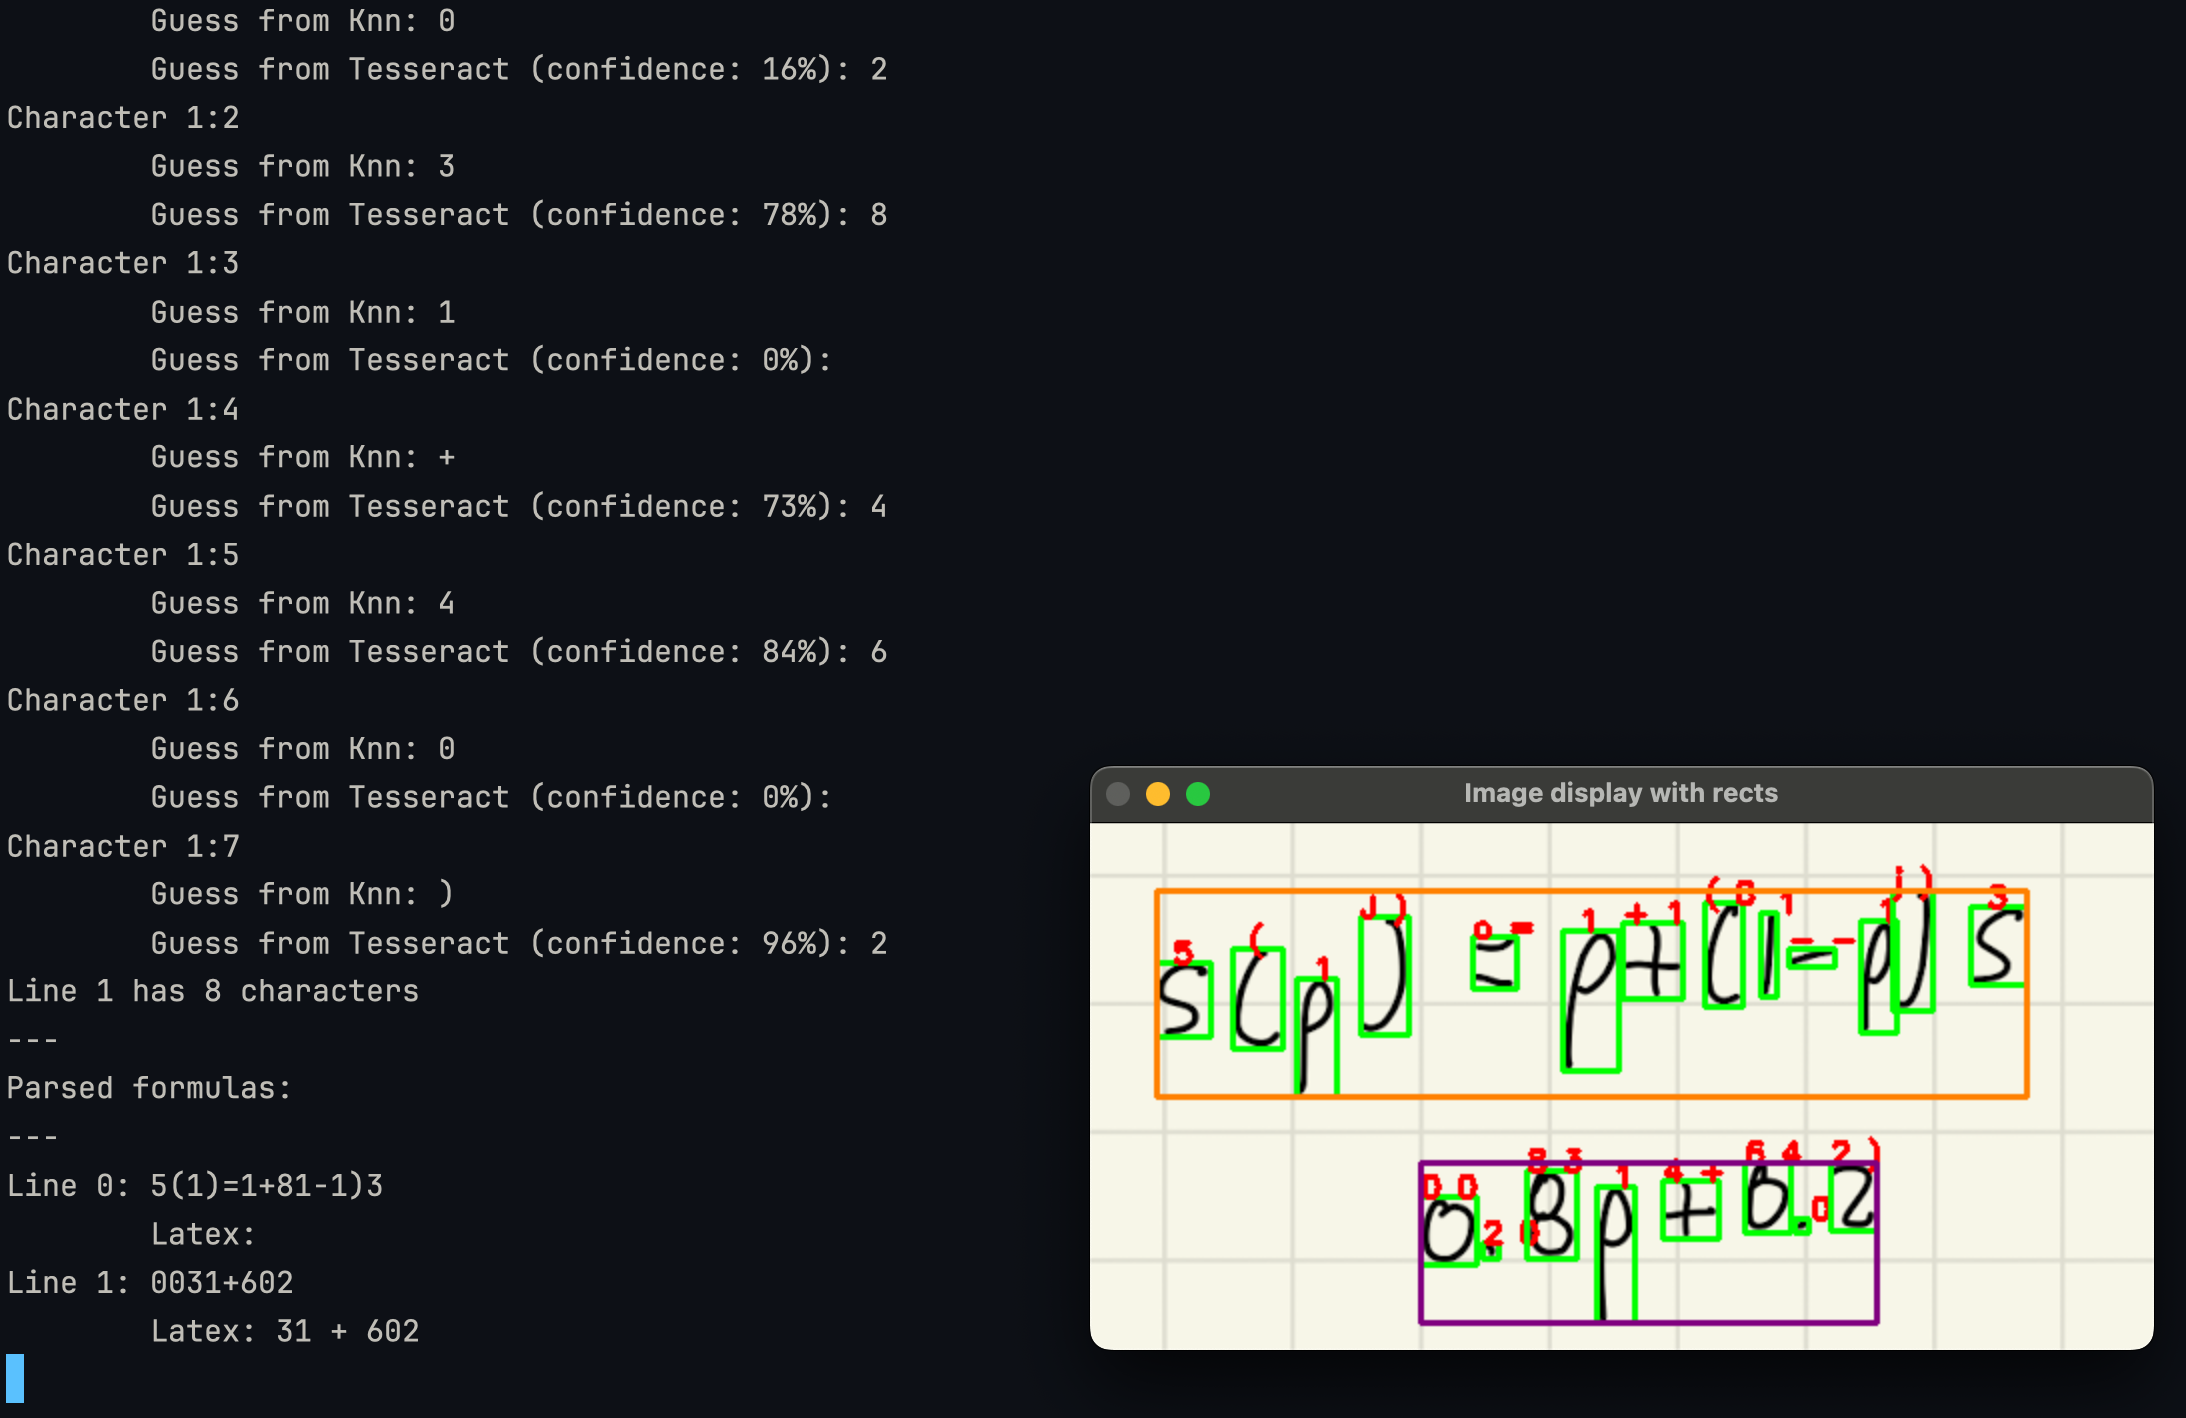 Guess from Knn: 0
Guess from Tesseract (confidence: 16%): 2
Character 1:2
Guess from Knn: 3
Guess from Tesseract (confidence: 78%): 8
Character 1:3
Guess from Knn: 1
Guess from Tesseract (confidence: 0%):
Character 1:4
Guess from Knn: +
Guess from Tesseract (confidence: 73%): 4
Character 1:5
Guess from Knn: 4
Guess from Tesseract (confidence: 84%): 6
Character 1:6
Guess from Knn: 0
Guess from Tesseract (confidence: 0%):
Character 1:7
Guess from Knn: )
Guess from Tesseract (confidence: 96%): 2
Line 1 has 8 characters
---
Parsed formulas:
---
Line 0: 5(1)=1+81-1)3
Latex:
Line 1: 0031+602
Latex: 31 + 602
Image display with rects
5 ( 1 J ) 0 = 1 + 1 ( 8 1 - - 1 j ) 3
S(p) = p+(1-p)S
0 0 2 0 8 3 1 4 + 6 4 0 2 )
0.8p+0.2